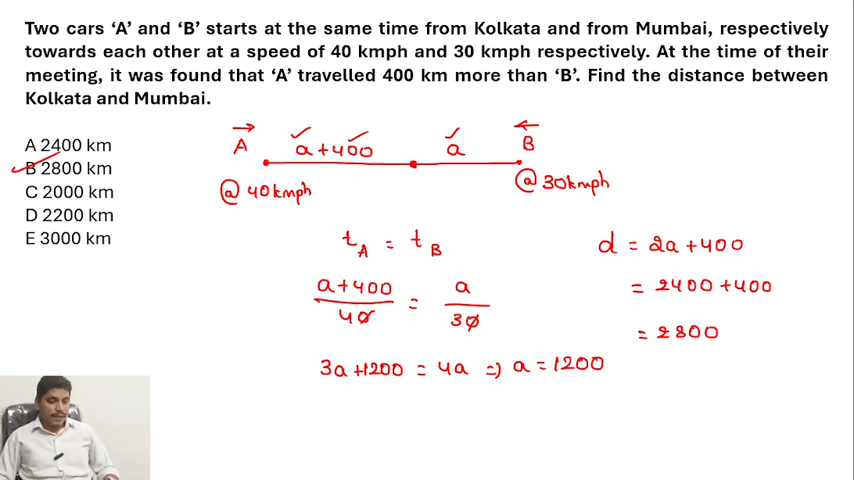 Two cars ‘A’ and ‘B’ starts at the same time from Kolkata and from Mumbai, respectively
towards each other at a speed of 40 kmph and 30 kmph respectively. At the time of their
meeting, it was found that ‘A’ travelled 400 km more than ‘B’. Find the distance between
Kolkata and Mumbai.
A 2400 km
B 2800 km
C 2000 km
D 2200 km
E 3000 km
A a+400 a B
@ 40kmph @ 30kmph
t_A = t_B
(a+400)/40 = a/30
3a+1200 = 4a => a = 1200
d = 2a+400
= 2400 + 400
= 2800